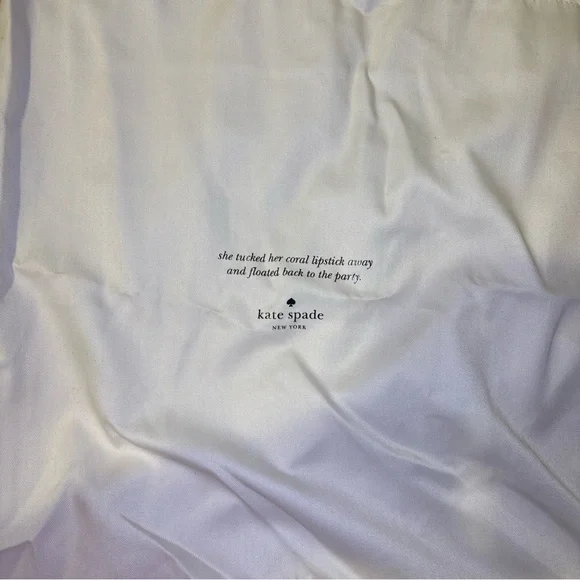 she tucked her coral lipstick away
and floated back to the party.
kate spade
NEW YORK